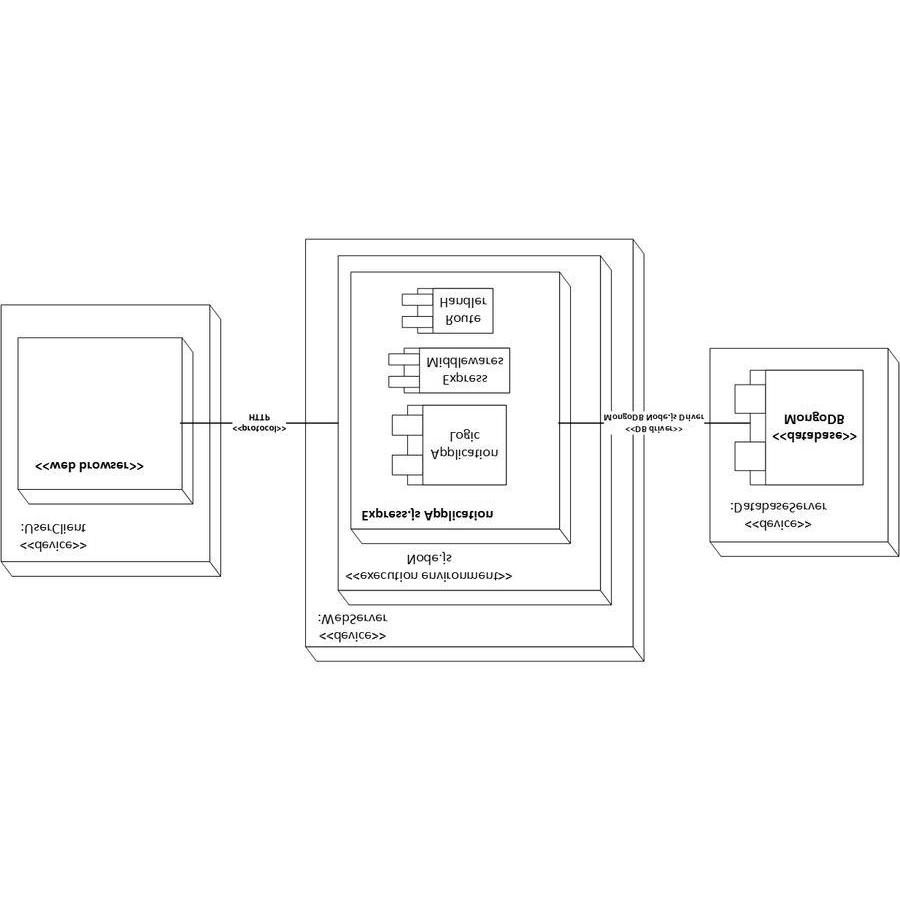 <<device>>
:UserClient
<<web browser>>
<<protocol>>
HTTP
<<device>>
:WebServer
<<execution environment>>
Node.js
Express.js Application
Application
Logic
Express
Middlewares
Route
Handler
<<DB driver>>
MongoDB Node.js Driver
<<device>>
:DatabaseServer
<<database>>
MongoDB